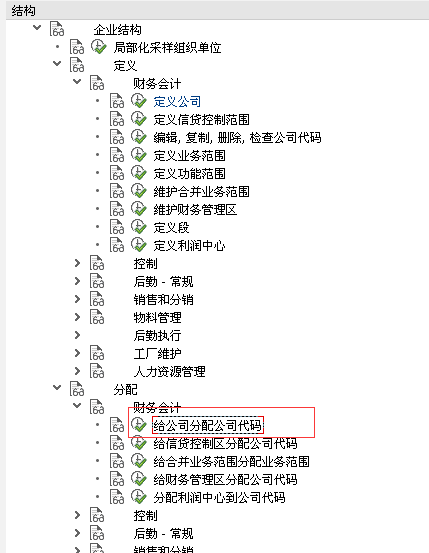 结构
企业结构
局部化采样组织单位
定义
财务会计
定义公司
定义信贷控制范围
编辑, 复制, 删除, 检查公司代码
定义业务范围
定义功能范围
维护合并业务范围
维护财务管理区
定义段
定义利润中心
控制
后勤 - 常规
销售和分销
物料管理
后勤执行
工厂维护
人力资源管理
分配
财务会计
给公司分配公司代码
给信贷控制区分配公司代码
给合并业务范围分配业务范围
给财务管理区分配公司代码
分配利润中心到公司代码
控制
后勤 - 常规
销售和分销